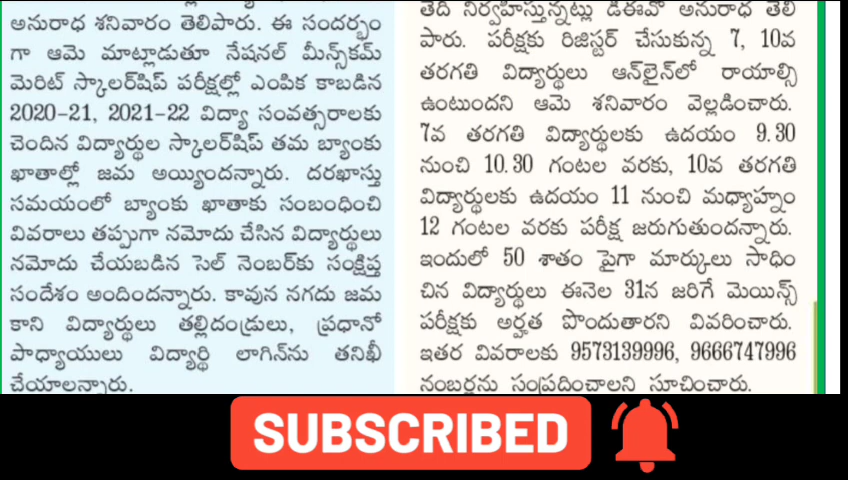 అనురాధ శనివారం తెలిపారు. ఈ సందర్భం
గా ఆమె మాట్లాడుతూ నేషనల్ మీన్స్‌కమ్
మెరిట్ స్కాలర్‌షిప్ పరీక్షల్లో ఎంపిక కాబడిన
2020-21, 2021-22 విద్యా సంవత్సరాలకు
చెందిన విద్యార్థుల స్కాలర్‌షిప్ తమ బ్యాంకు
ఖాతాల్లో జమ అయ్యిందన్నారు. దరఖాస్తు
సమయంలో బ్యాంకు ఖాతాకు సంబంధించి
వివరాలు తప్పుగా నమోదు చేసిన విద్యార్థులు
నమోదు చేయబడిన సెల్ నెంబర్‌కు సంక్షిప్త
సందేశం అందిందన్నారు. కావున నగదు జమ
కాని విద్యార్థులు తల్లిదండ్రులు, ప్రధానో
పాధ్యాయులు విద్యార్థి లాగిన్‌ను తనిఖీ
చేయాలన్నారు.
తేదీ నిర్వహిస్తున్నట్లు డీఈవో అనురాధ తెలి
పారు. పరీక్షకు రిజిస్టర్ చేసుకున్న 7, 10వ
తరగతి విద్యార్థులు ఆన్‌లైన్‌లో రాయాల్సి
ఉంటుందని ఆమె శనివారం వెల్లడించారు.
7వ తరగతి విద్యార్థులకు ఉదయం 9.30
నుంచి 10.30 గంటల వరకు, 10వ తరగతి
విద్యార్థులకు ఉదయం 11 నుంచి మధ్యాహ్నం
12 గంటల వరకు పరీక్ష జరుగుతుందన్నారు.
ఇందులో 50 శాతం పైగా మార్కులు సాధిం
చిన విద్యార్థులు ఈనెల 31న జరిగే మెయిన్స్
పరీక్షకు అర్హత పొందుతారని వివరించారు.
ఇతర వివరాలకు 9573139996, 9666747996
నంబర్లను సంప్రదించాలని సూచించారు.
SUBSCRIBED